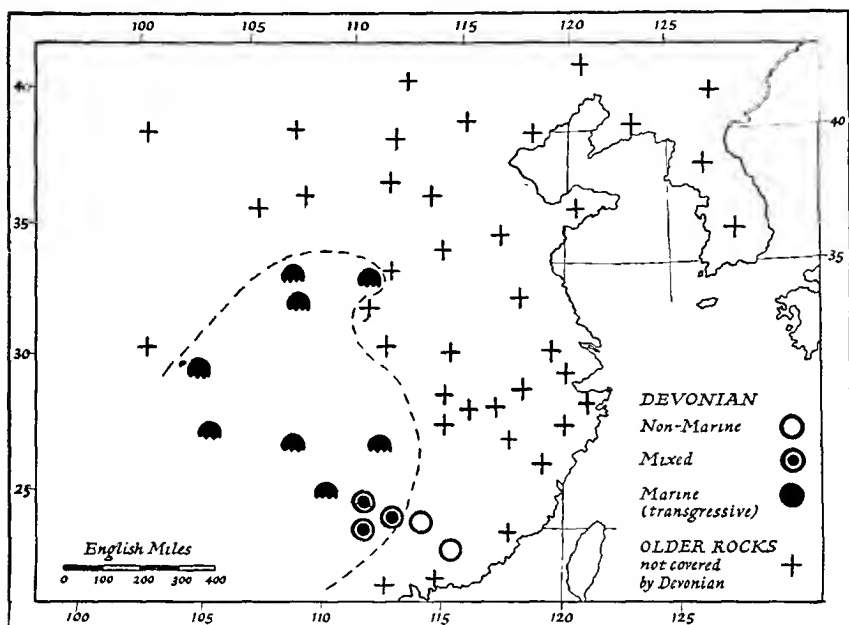 100 105 110 115 120 125
40
40
35
35
30
25
DEVONIAN
Non-Marine
Mixed
Marine
(transgressive)
OLDER ROCKS
not covered
by Devonian
English Miles
0 100 200 300 400
100 105 110 115 120 125